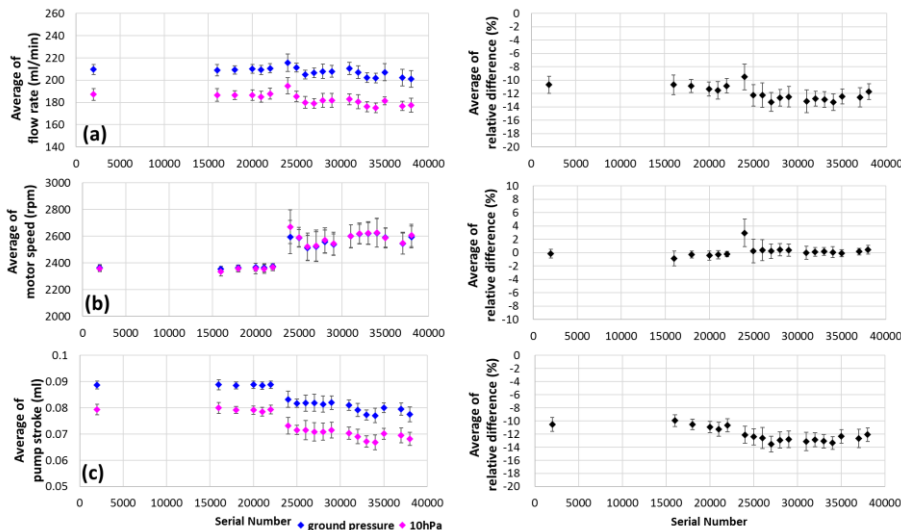 Average of
flow rate (ml/min)
260
240
220
200
180
160
140
0 5000 10000 15000 20000 25000 30000 35000 40000
(a)
Average of
relative difference (%)
0
-2
-4
-6
-8
-10
-12
-14
-16
-18
-20
0 5000 10000 15000 20000 25000 30000 35000 40000
Average of
motor speed (rpm)
3000
2800
2600
2400
2200
2000
0 5000 10000 15000 20000 25000 30000 35000 40000
(b)
Average of
relative difference (%)
10
8
6
4
2
0
-2
-4
-6
-8
-10
0 5000 10000 15000 20000 25000 30000 35000 40000
Average of
pump stroke (ml)
0.1
0.09
0.08
0.07
0.06
0.05
(c)
0 5000 10000 15000 20000 25000 30000 35000 40000
Serial Number
ground pressure 10hPa
Average of
relative difference (%)
0
-2
-4
-6
-8
-10
-12
-14
-16
-18
-20
0 5000 10000 15000 20000 25000 30000 35000 40000
Serial Number